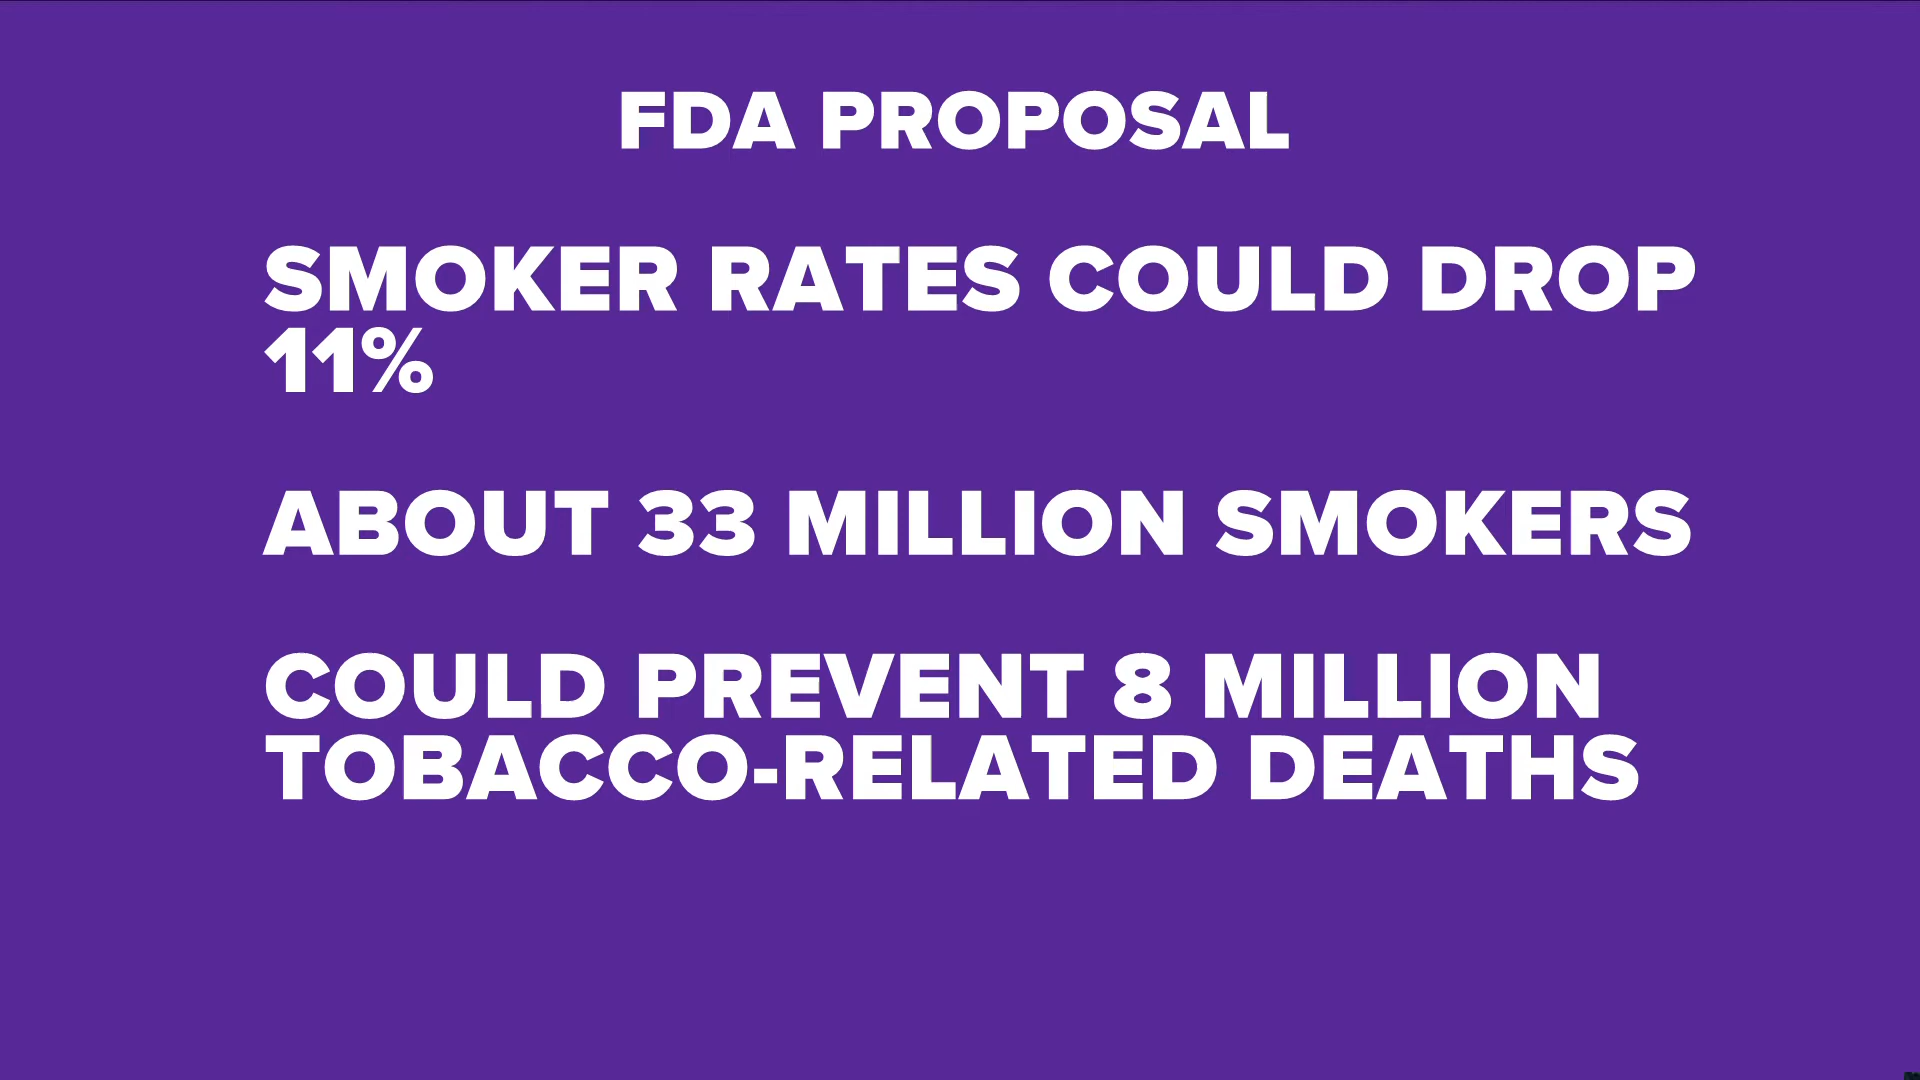 FDA PROPOSAL
SMOKER RATES COULD DROP
11%
ABOUT 33 MILLION SMOKERS
COULD PREVENT 8 MILLION
TOBACCO-RELATED DEATHS